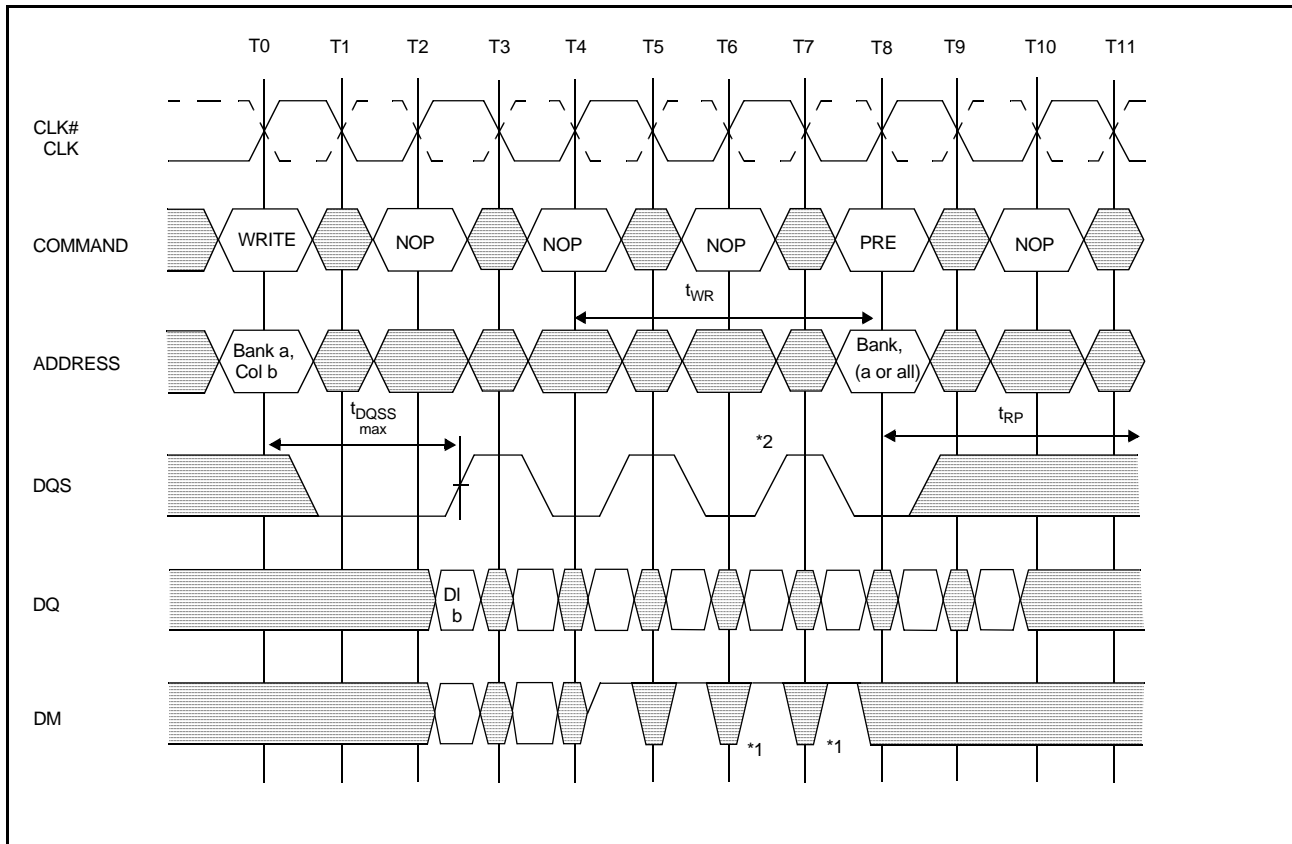 T0 T1 T2 T3 T4 T5 T6 T7 T8 T9 T10 T11
CLK#
CLK
COMMAND WRITE NOP NOP NOP PRE NOP
tWR
ADDRESS Bank a, Col b Bank, (a or all)
tDQSS max tRP
*2
DQS
DQ DI b
DM
*1 *1